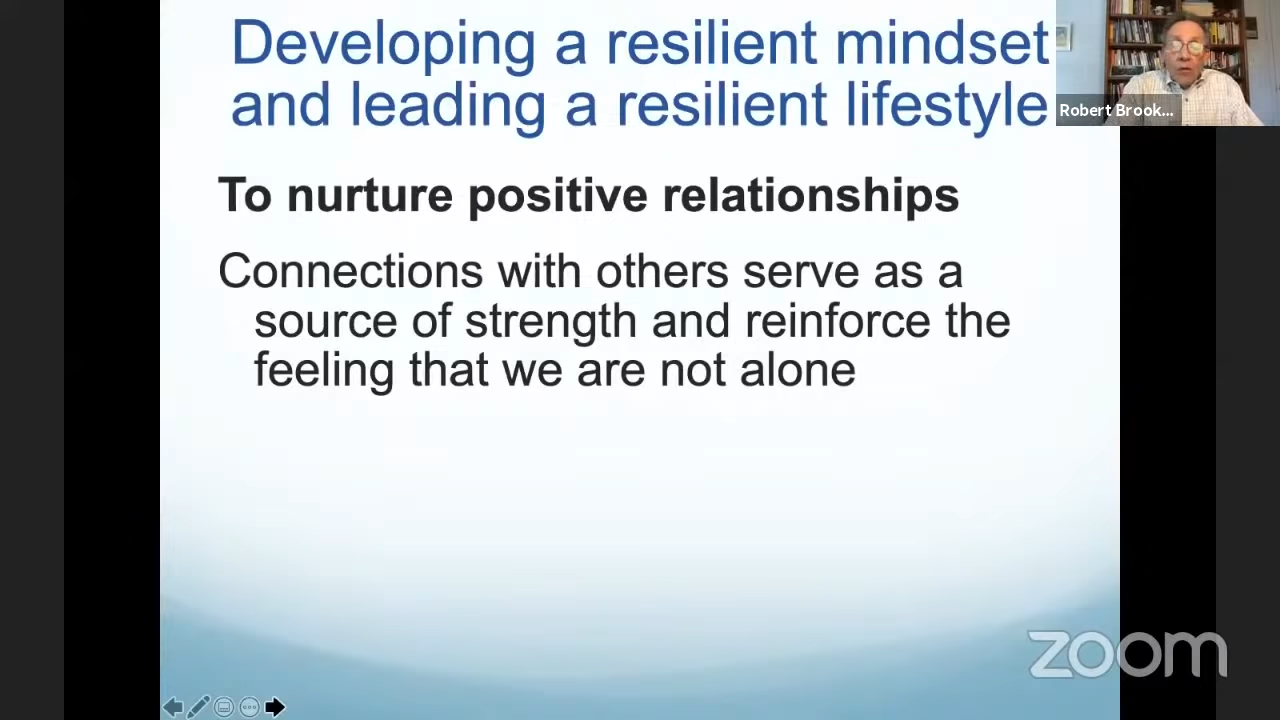 Developing a resilient mindset
and leading a resilient lifestyle
Robert Brook...
To nurture positive relationships
Connections with others serve as a
source of strength and reinforce the
feeling that we are not alone
zoom